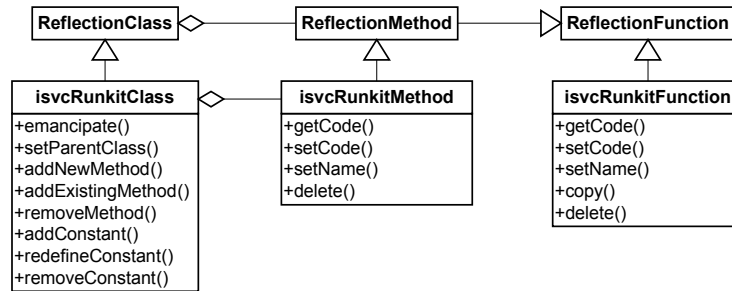 ReflectionClass
ReflectionMethod
ReflectionFunction
isvcRunkitClass
+emancipate()
+setParentClass()
+addNewMethod()
+addExistingMethod()
+removeMethod()
+addConstant()
+redefineConstant()
+removeConstant()
isvcRunkitMethod
+getCode()
+setCode()
+setName()
+delete()
isvcRunkitFunction
+getCode()
+setCode()
+setName()
+copy()
+delete()